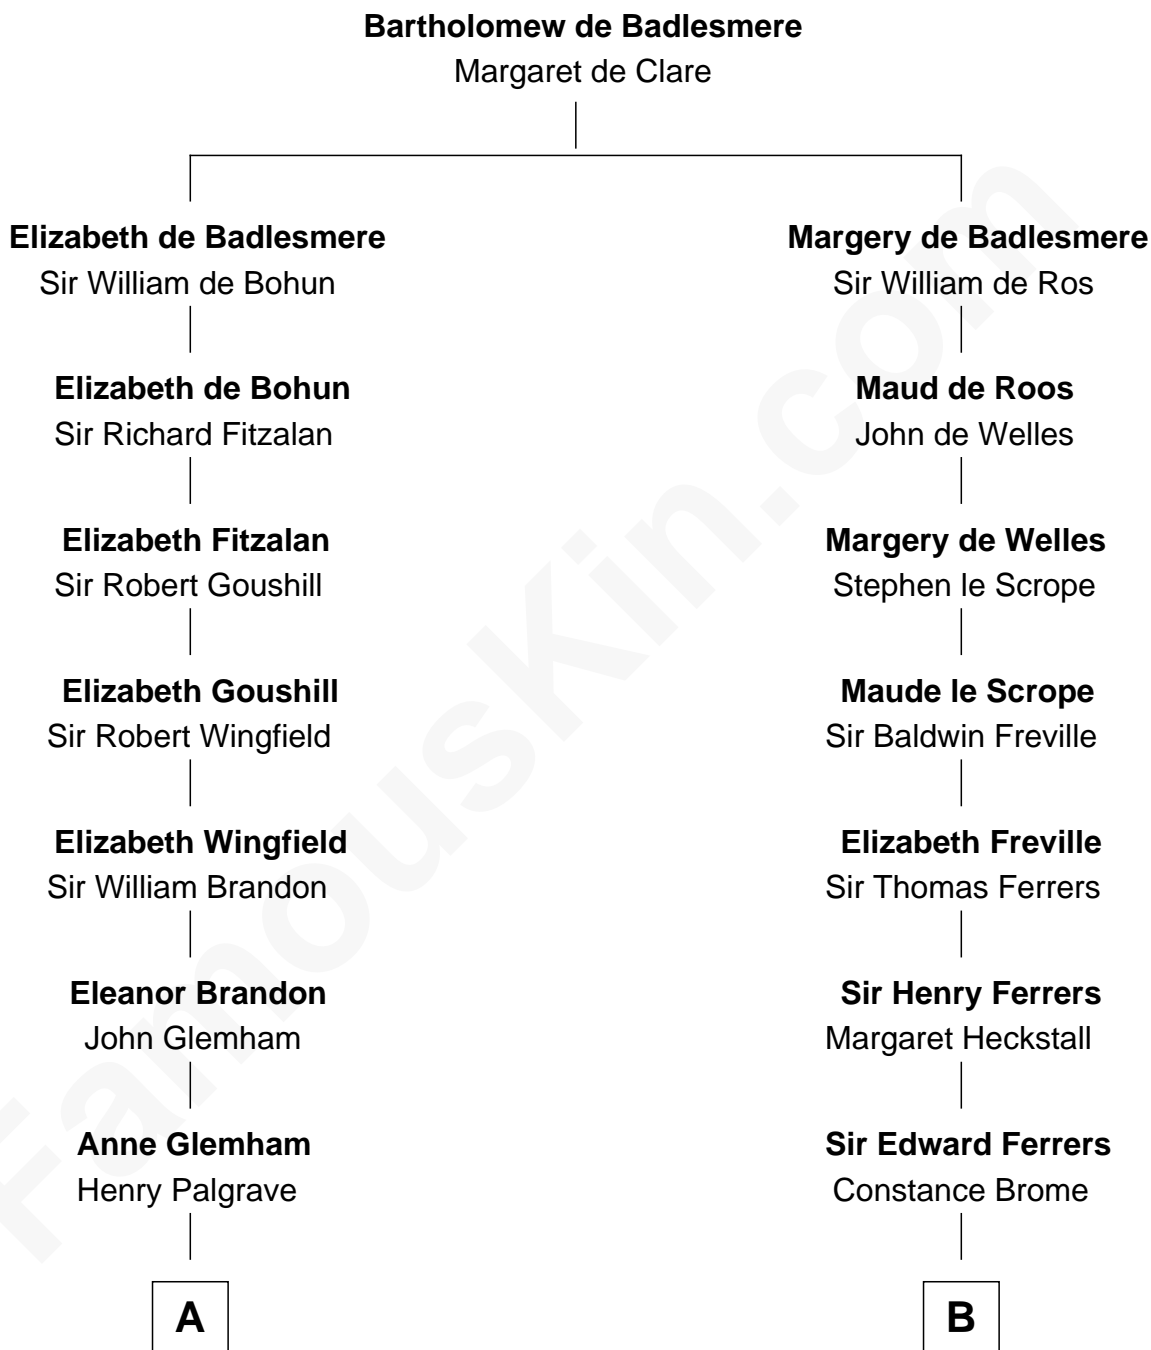 Bartholomew de Badlesmere
Margaret de Clare
Elizabeth de Badlesmere
Sir William de Bohun
Elizabeth de Bohun
Sir Richard Fitzalan
Elizabeth Fitzalan
Sir Robert Goushill
Elizabeth Goushill
Sir Robert Wingfield
Elizabeth Wingfield
Sir William Brandon
Eleanor Brandon
John Glemham
Anne Glemham
Henry Palgrave
A
Margery de Badlesmere
Sir William de Ros
Maud de Roos
John de Welles
Margery de Welles
Stephen le Scrope
Maude le Scrope
Sir Baldwin Freville
Elizabeth Freville
Sir Thomas Ferrers
Sir Henry Ferrers
Margaret Heckstall
Sir Edward Ferrers
Constance Brome
B
FamousKin.com